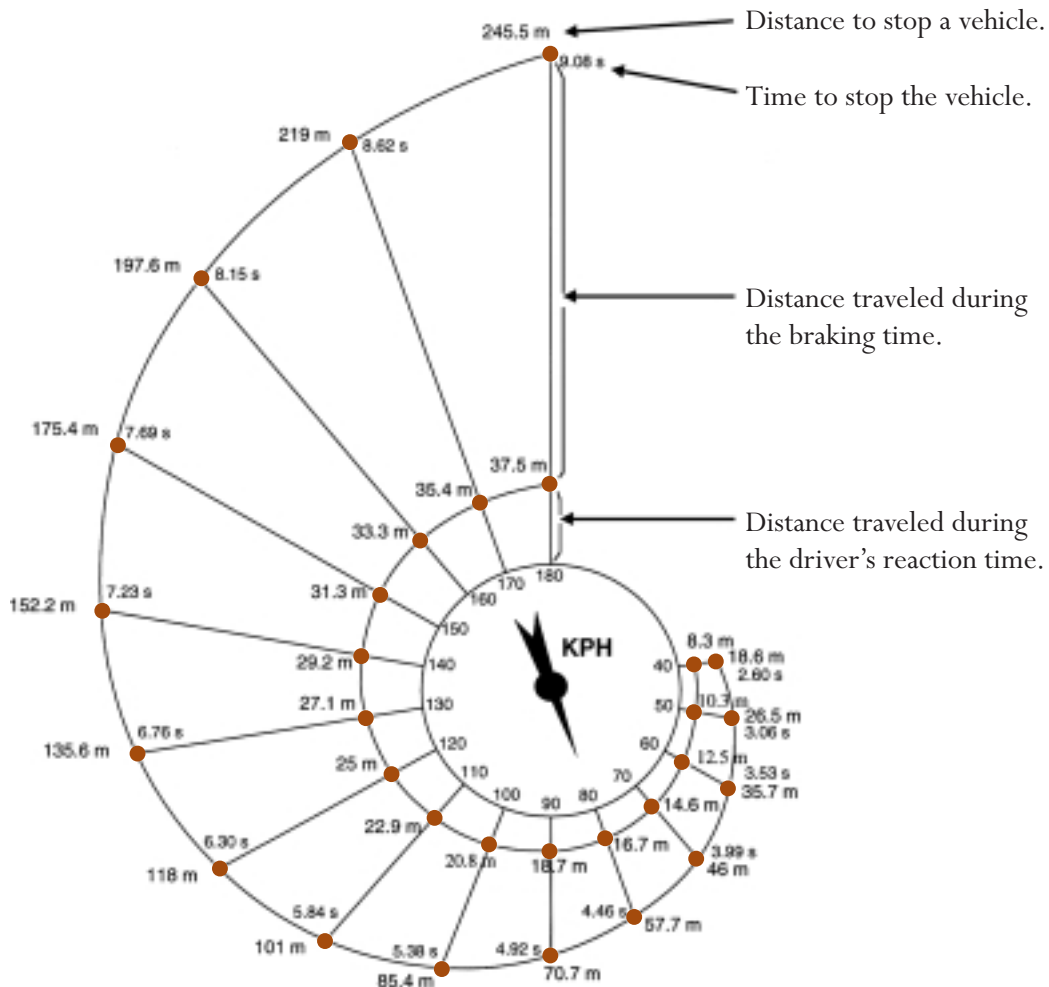 245.5 m
Distance to stop a vehicle.
9.08 s
Time to stop the vehicle.
219 m
8.62 s
197.6 m
8.15 s
Distance traveled during
the braking time.
175.4 m
7.69 s
37.5 m
35.4 m
33.3 m
Distance traveled during
the driver's reaction time.
31.3 m
170
180
160
152.2 m
7.23 s
150
KPH
8.3 m
18.6 m
2.60 s
29.2 m
140
40
27.1 m
130
50
10.3 m
26.5 m
3.06 s
135.6 m
6.76 s
120
60
12.5 m
25 m
110
70
3.53 s
35.7 m
100
90
80
14.6 m
22.9 m
20.8 m
18.7 m
16.7 m
6.30 s
118 m
3.99 s
46 m
5.84 s
101 m
4.46 s
57.7 m
5.38 s
85.4 m
4.92 s
70.7 m